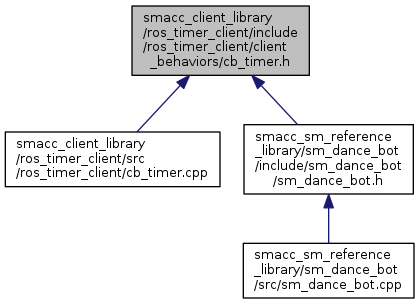 smacc_client_library
/ros_timer_client/include
/ros_timer_client/client
_behaviors/cb_timer.h
smacc_client_library
/ros_timer_client/src
/ros_timer_client/cb_timer.cpp
smacc_sm_reference
_library/sm_dance_bot
/include/sm_dance_bot
/sm_dance_bot.h
smacc_sm_reference
_library/sm_dance_bot
/src/sm_dance_bot.cpp